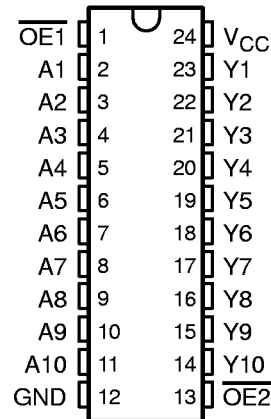 O̅E̅1̅ 1 24 VCC
A1 2 23 Y1
A2 3 22 Y2
A3 4 21 Y3
A4 5 20 Y4
A5 6 19 Y5
A6 7 18 Y6
A7 8 17 Y7
A8 9 16 Y8
A9 10 15 Y9
A10 11 14 Y10
GND 12 13 O̅E̅2̅